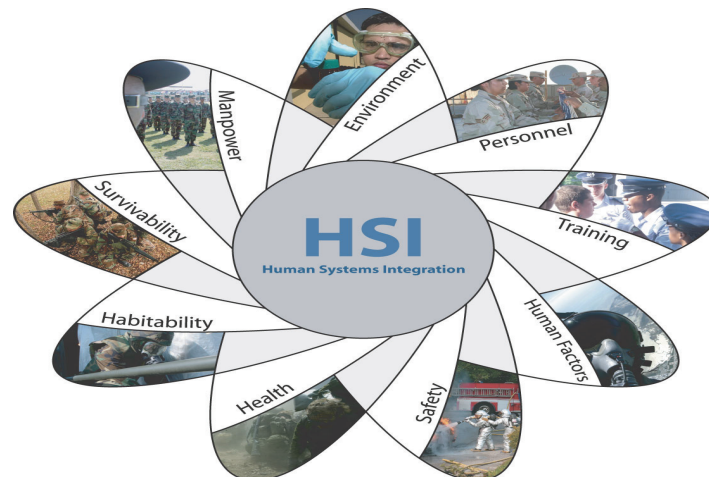 HSI
Human Systems Integration
Environment
Personnel
Training
Human Factors
Safety
Health
Habitability
Survivability
Manpower